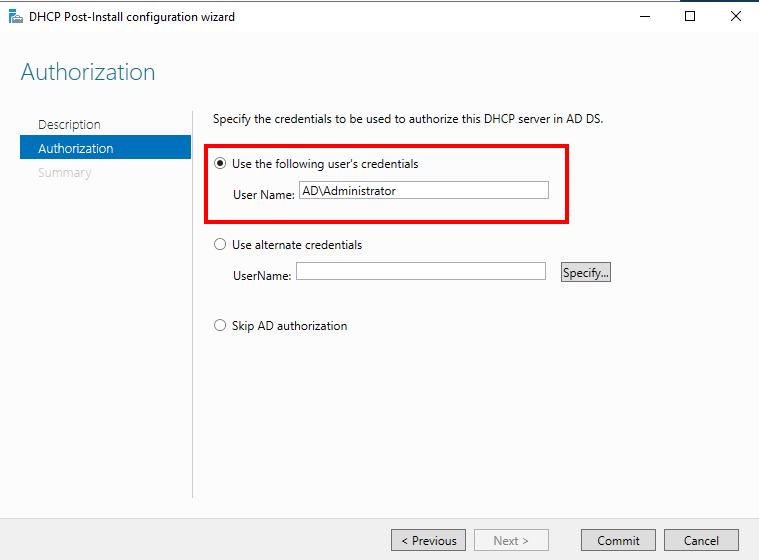 DHCP Post-Install configuration wizard
Authorization
Description
Authorization
Summary
Specify the credentials to be used to authorize this DHCP server in AD DS.
Use the following user's credentials
User Name: AD\Administrator
Use alternate credentials
UserName:
Specify...
Skip AD authorization
< Previous
Next >
Commit
Cancel